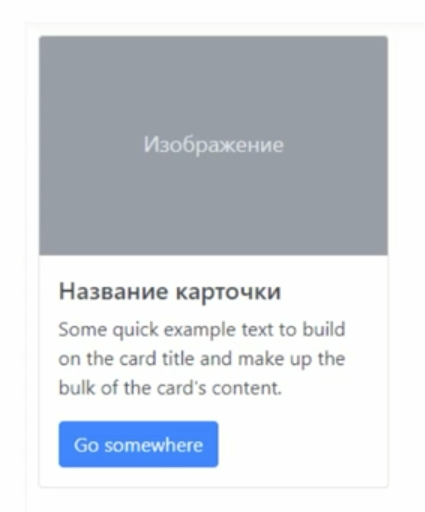 Изображение
Название карточки
Some quick example text to build
on the card title and make up the
bulk of the card's content.
Go somewhere